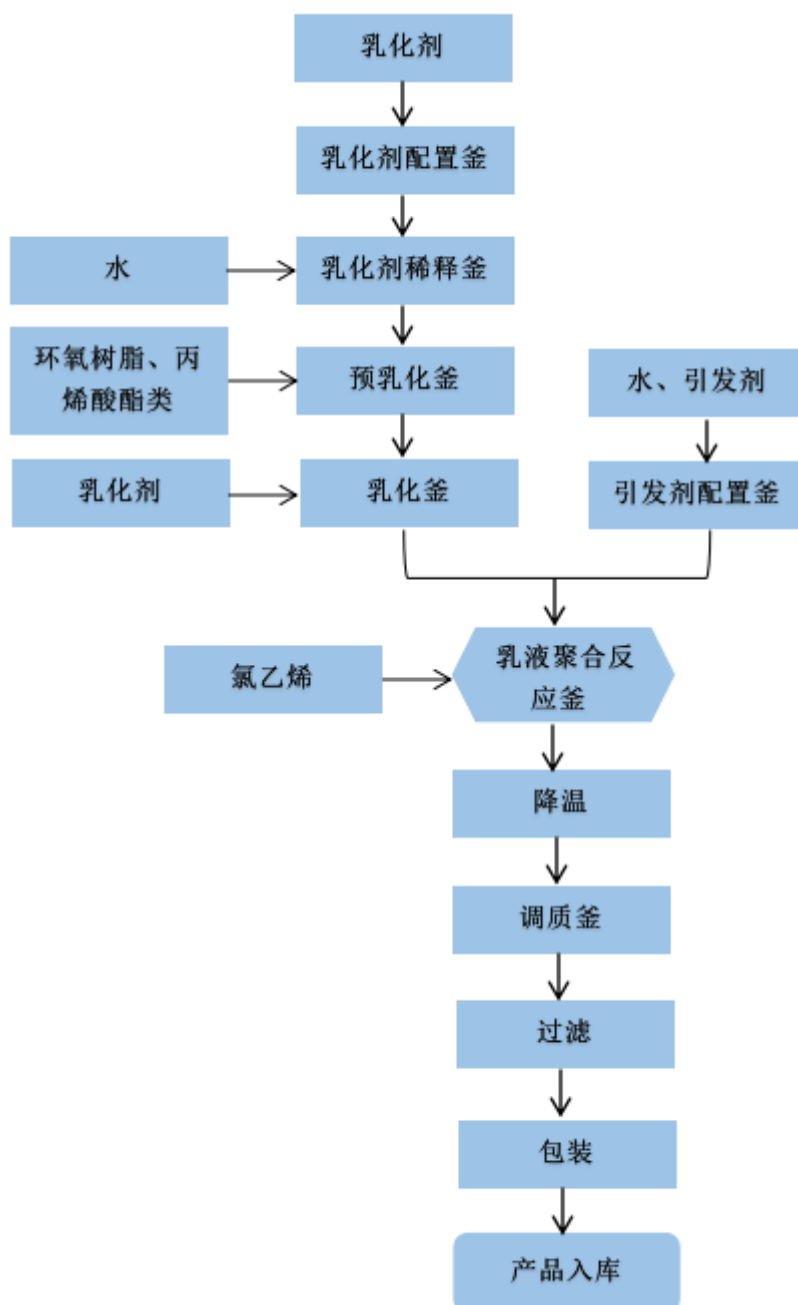 乳化剂
乳化剂配置釜
水
乳化剂稀释釜
环氧树脂、丙
烯酸酯类
预乳化釜
水、引发剂
乳化剂
乳化釜
引发剂配置釜
氯乙烯
乳液聚合反
应釜
降温
调质釜
过滤
包装
产品入库